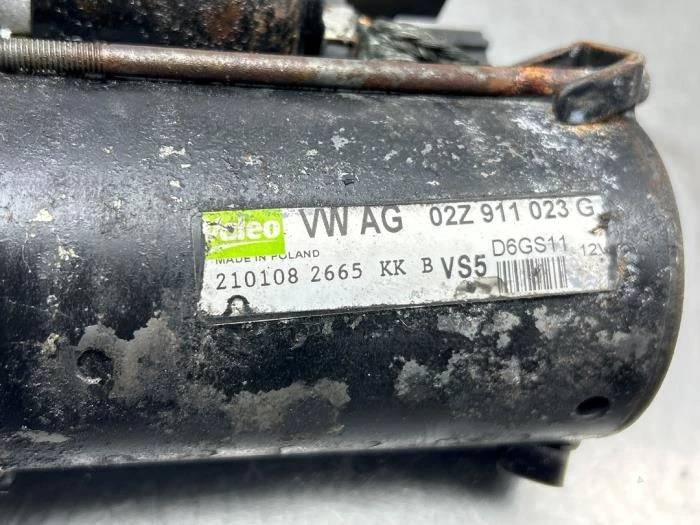 Valeo VW AG 02Z 911 023 G
MADE IN POLAND D6GS11 12V
210108 2665 KK B VS5